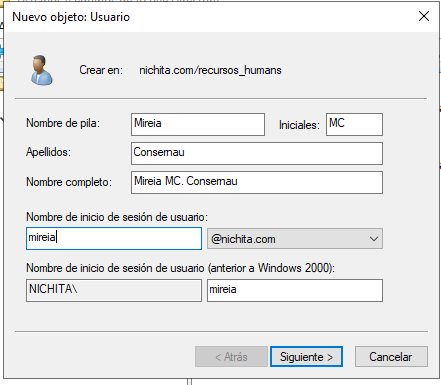 Nuevo objeto: Usuario
Crear en: nichita.com/recursos_humans
Nombre de pila: Mireia Iniciales: MC
Apellidos: Consernau
Nombre completo: Mireia MC. Consernau
Nombre de inicio de sesión de usuario:
mireia @nichita.com
Nombre de inicio de sesión de usuario (anterior a Windows 2000):
NICHITA\ mireia
< Atrás Siguiente > Cancelar